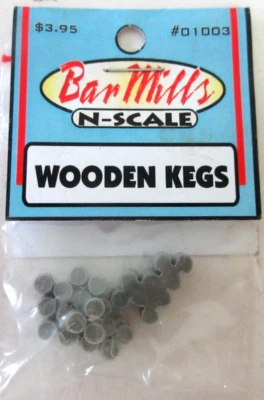 $3.95 #01003
Bar Mills
N-SCALE
WOODEN KEGS